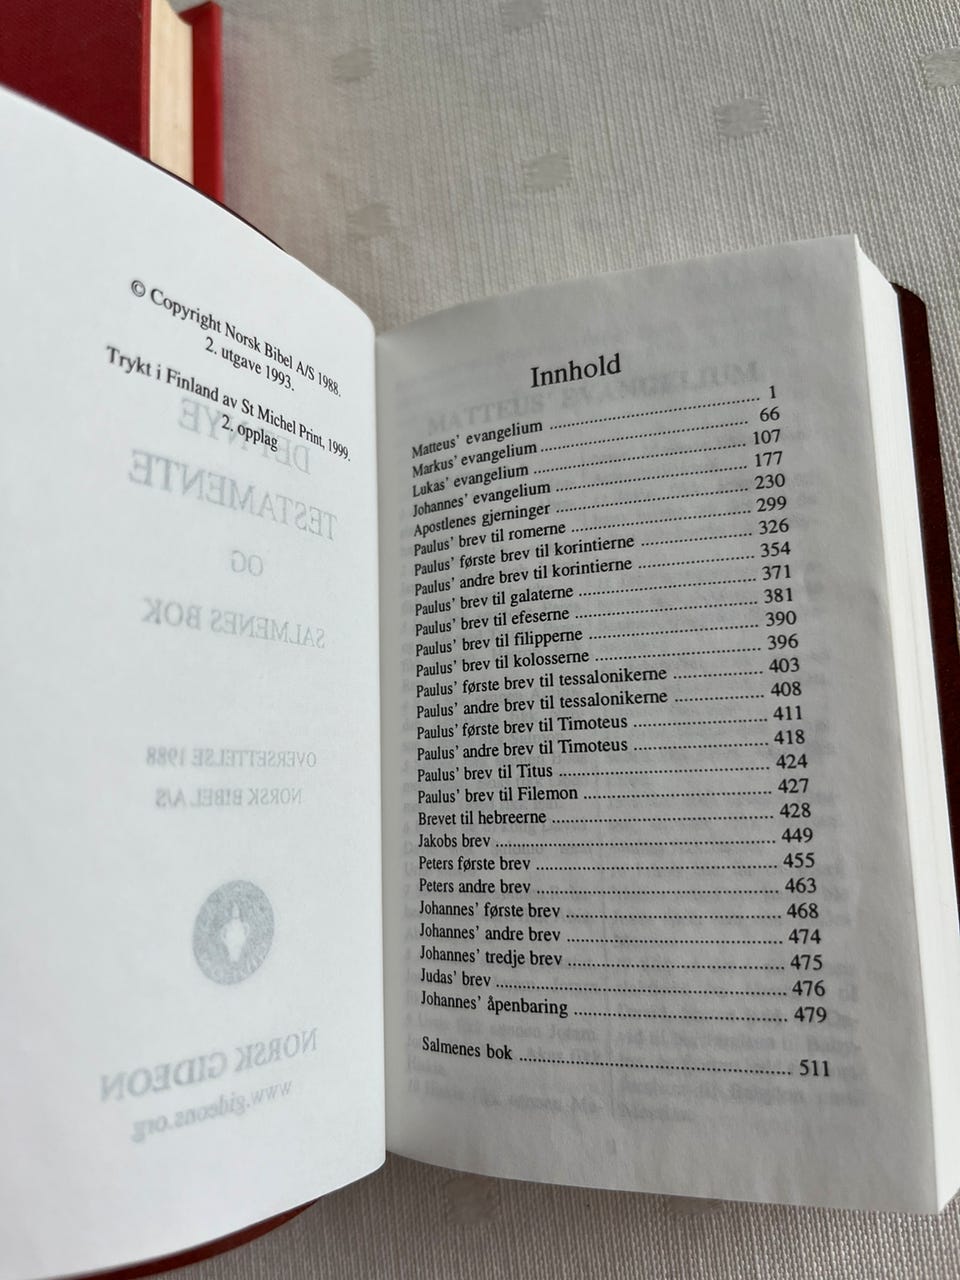 © Copyright Norsk Bibel A/S 1988.
2. utgave 1993.
Trykt i Finland av St Michel Print, 1999.
2. opplag
DET NYE
TESTAMENTE
OG
SALMENES BOK
OVERSETTELSE 1988
NORSK BIBEL A/S
NORSK GIDEON
www.gideons.org
Innhold
MATTEUS' EVANGELIUM
Matteus' evangelium 1
Markus' evangelium 66
Lukas' evangelium 107
Johannes' evangelium 177
Apostlenes gjerninger 230
Paulus' brev til romerne 299
Paulus' første brev til korintierne 326
Paulus' andre brev til korintierne 354
Paulus' brev til galaterne 371
Paulus' brev til efeserne 381
Paulus' brev til filipperne 390
Paulus' brev til kolosserne 396
Paulus' første brev til tessalonikerne 403
Paulus' andre brev til tessalonikerne 408
Paulus' første brev til Timoteus 411
Paulus' andre brev til Timoteus 418
Paulus' brev til Titus 424
Paulus' brev til Filemon 427
Brevet til hebreerne 428
Jakobs brev 449
Peters første brev 455
Peters andre brev 463
Johannes' første brev 468
Johannes' andre brev 474
Johannes' tredje brev 475
Judas' brev 476
Johannes' åpenbaring 479
Salmenes bok 511